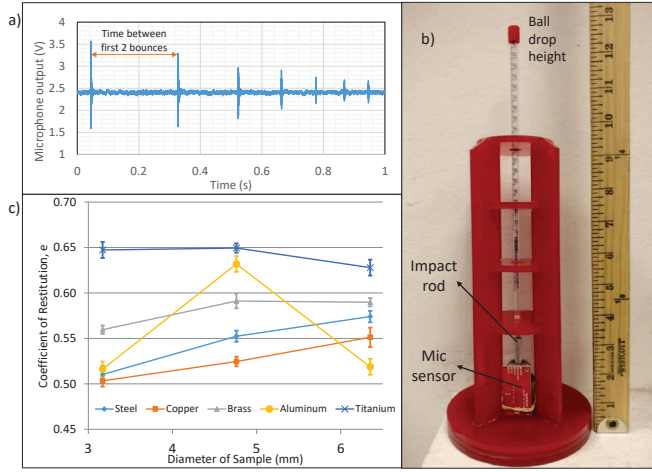 a)
Time between
first 2 bounces
Microphone output (V)
4
3.5
3
2.5
2
1.5
1
0
0.2
0.4
0.6
0.8
1
Time (s)
b)
Ball
drop
height
Impact
rod
Mic
sensor
WESTCOTT
c)
Coefficient of Restitution, e
0.70
0.65
0.60
0.55
0.50
0.45
Steel Copper Brass Aluminum Titanium
3
4
5
6
Diameter of Sample (mm)